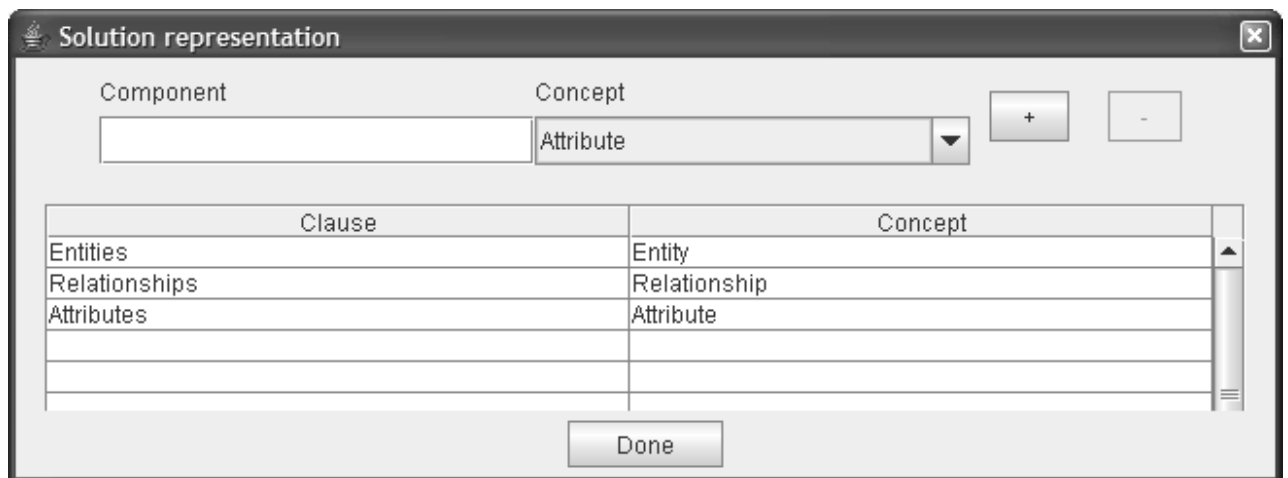 Solution representation
Component Concept
+ -
Attribute
Clause Concept
Entities Entity
Relationships Relationship
Attributes Attribute
Done